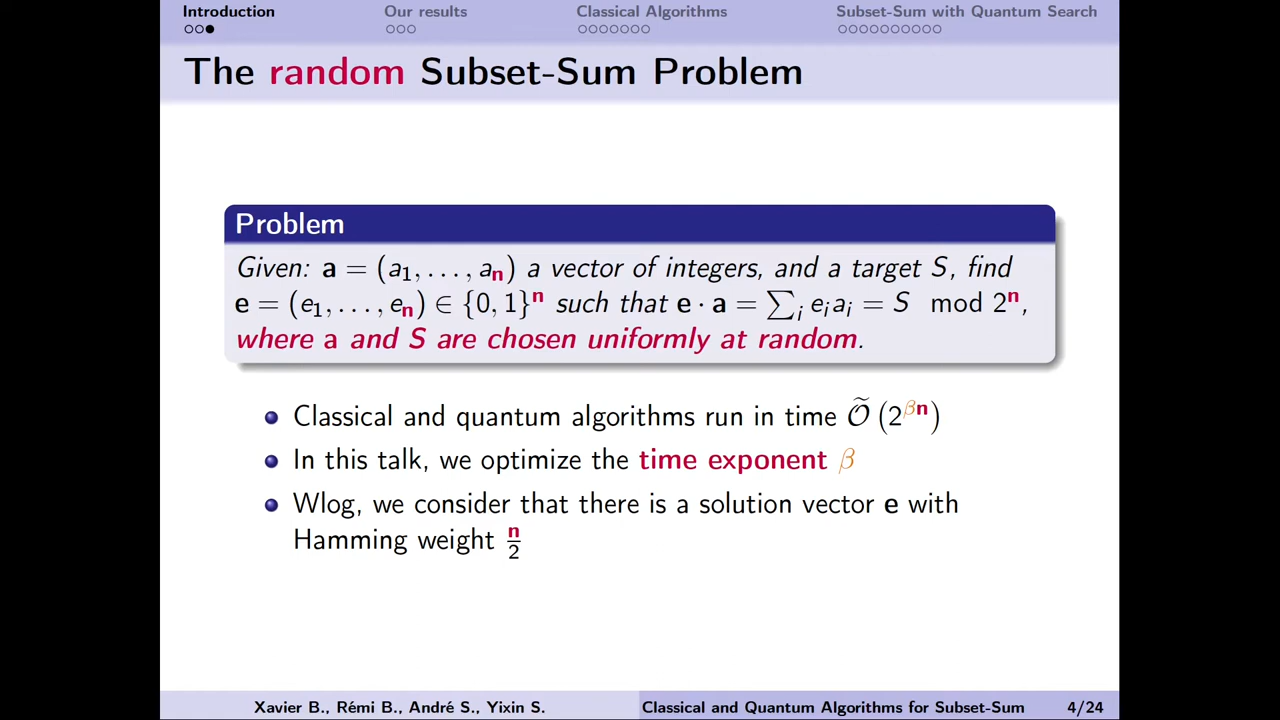 Introduction Our results Classical Algorithms Subset-Sum with Quantum Search
The random Subset-Sum Problem
Problem
Given: a = (a₁, . . . , aₙ) a vector of integers, and a target S, find
e = (e₁, . . . , eₙ) ∈ {0, 1}ⁿ such that e · a = ∑ᵢ eᵢaᵢ = S mod 2ⁿ,
where a and S are chosen uniformly at random.
Classical and quantum algorithms run in time Õ (2^{βn})
In this talk, we optimize the time exponent β
Wlog, we consider that there is a solution vector e with
Hamming weight n/2
Xavier B., Rémi B., André S., Yixin S. Classical and Quantum Algorithms for Subset-Sum 4/24